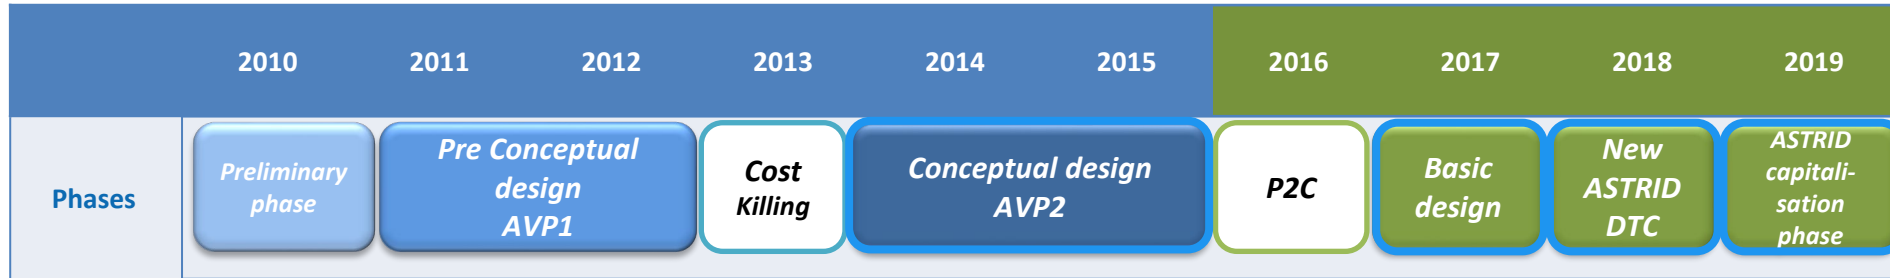 2010 2011 2012 2013 2014 2015 2016 2017 2018 2019
Phases
Preliminary
phase
Pre Conceptual
design
AVP1
Cost
Killing
Conceptual design
AVP2
P2C
Basic
design
New
ASTRID
DTC
ASTRID
capitali-
sation
phase